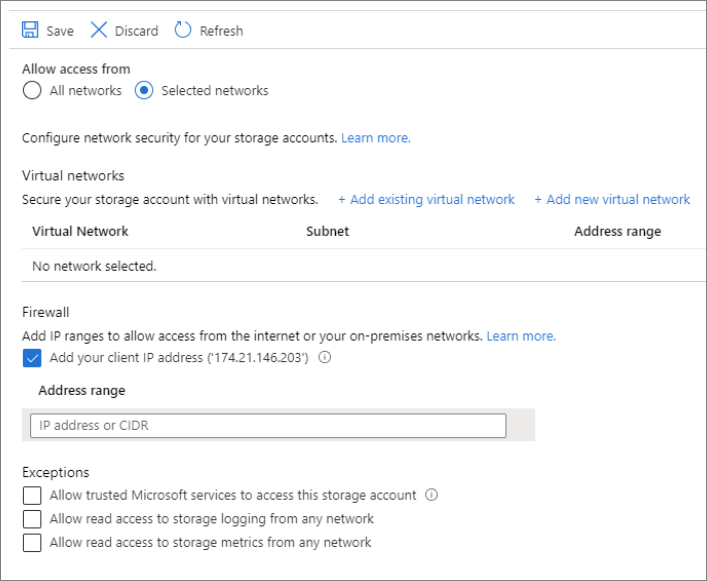 Save Discard Refresh
Allow access from
All networks Selected networks
Configure network security for your storage accounts. Learn more.
Virtual networks
Secure your storage account with virtual networks. + Add existing virtual network + Add new virtual network
Virtual Network Subnet Address range
No network selected.
Firewall
Add IP ranges to allow access from the internet or your on-premises networks. Learn more.
Add your client IP address ('174.21.146.203')
Address range
IP address or CIDR
Exceptions
Allow trusted Microsoft services to access this storage account
Allow read access to storage logging from any network
Allow read access to storage metrics from any network